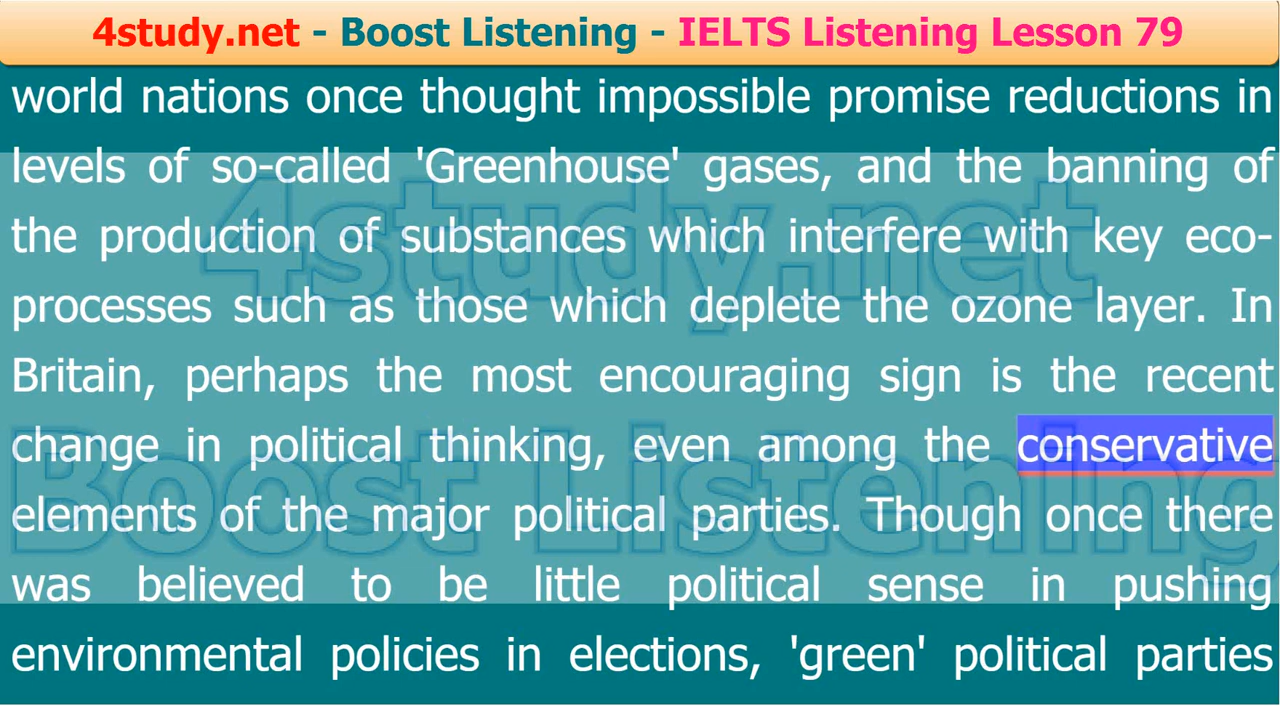 4study.net - Boost Listening - IELTS Listening Lesson 79
world nations once thought impossible promise reductions in
levels of so-called 'Greenhouse' gases, and the banning of
the production of substances which interfere with key eco-
processes such as those which deplete the ozone layer. In
Britain, perhaps the most encouraging sign is the recent
change in political thinking, even among the conservative
elements of the major political parties. Though once there
was believed to be little political sense in pushing
environmental policies in elections, 'green' political parties
4study.net
Boost Listening